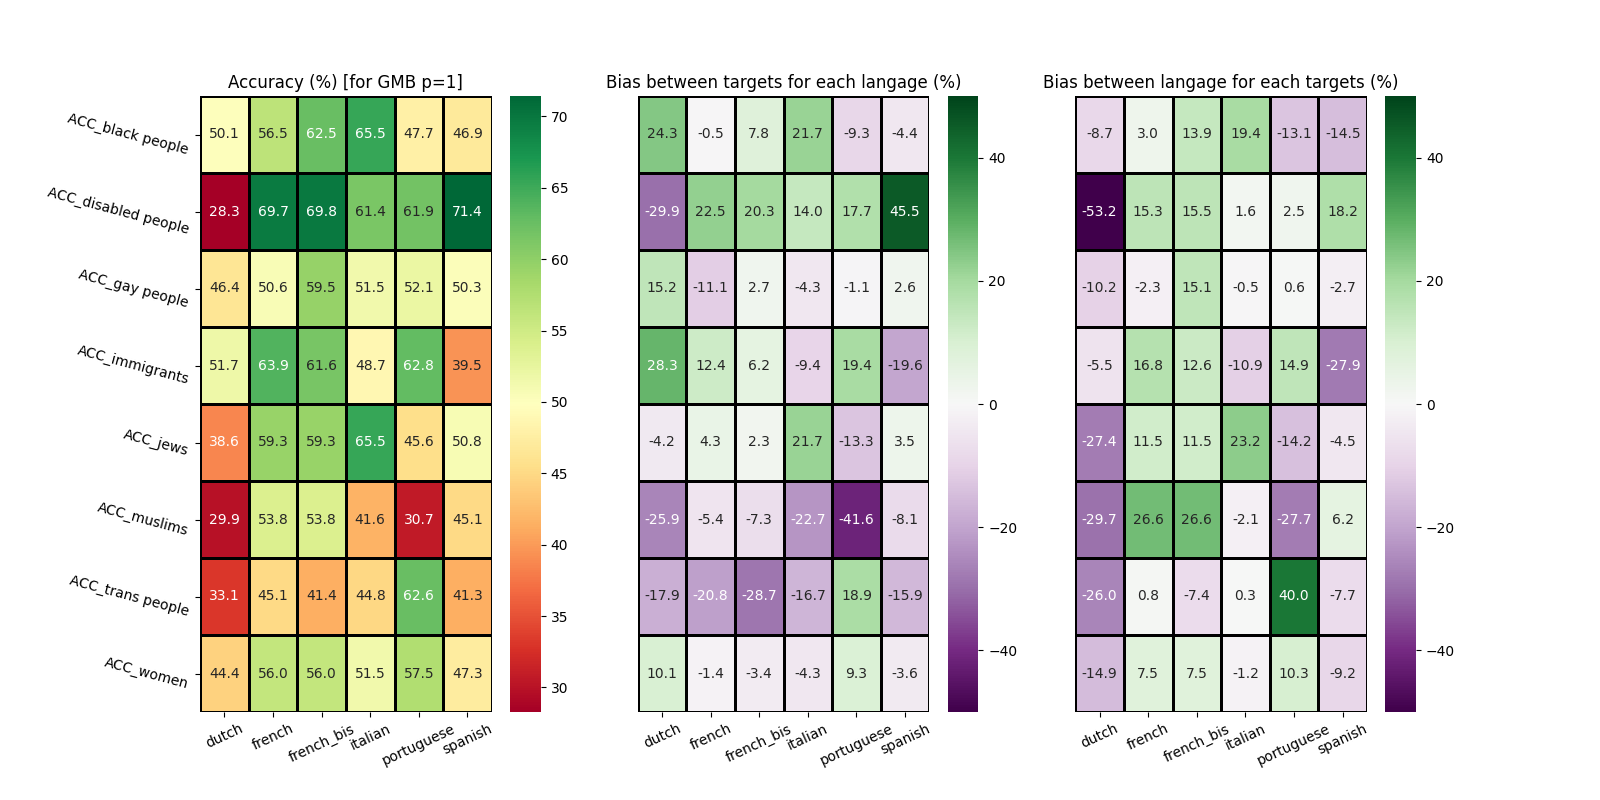 Accuracy (%) [for GMB p=1]
Bias between targets for each langage (%)
Bias between langage for each targets (%)
ACC_black people 50.1 56.5 62.5 65.5 47.7 46.9
ACC_disabled people 28.3 69.7 69.8 61.4 61.9 71.4
ACC_gay people 46.4 50.6 59.5 51.5 52.1 50.3
ACC_immigrants 51.7 63.9 61.6 48.7 62.8 39.5
ACC_jews 38.6 59.3 59.3 65.5 45.6 50.8
ACC_muslims 29.9 53.8 53.8 41.6 30.7 45.1
ACC_trans people 33.1 45.1 41.4 44.8 62.6 41.3
ACC_women 44.4 56.0 56.0 51.5 57.5 47.3
dutch french french_bis italian portuguese spanish
70
65
60
55
50
45
40
35
30
24.3 -0.5 7.8 21.7 -9.3 -4.4
-29.9 22.5 20.3 14.0 17.7 45.5
15.2 -11.1 2.7 -4.3 -1.1 2.6
28.3 12.4 6.2 -9.4 19.4 -19.6
-4.2 4.3 2.3 21.7 -13.3 3.5
-25.9 -5.4 -7.3 -22.7 -41.6 -8.1
-17.9 -20.8 -28.7 -16.7 18.9 -15.9
10.1 -1.4 -3.4 -4.3 9.3 -3.6
dutch french french_bis italian portuguese spanish
40
20
0
−20
−40
-8.7 3.0 13.9 19.4 -13.1 -14.5
-53.2 15.3 15.5 1.6 2.5 18.2
-10.2 -2.3 15.1 -0.5 0.6 -2.7
-5.5 16.8 12.6 -10.9 14.9 -27.9
-27.4 11.5 11.5 23.2 -14.2 -4.5
-29.7 26.6 26.6 -2.1 -27.7 6.2
-26.0 0.8 -7.4 0.3 40.0 -7.7
-14.9 7.5 7.5 -1.2 10.3 -9.2
dutch french french_bis italian portuguese spanish
40
20
0
−20
−40